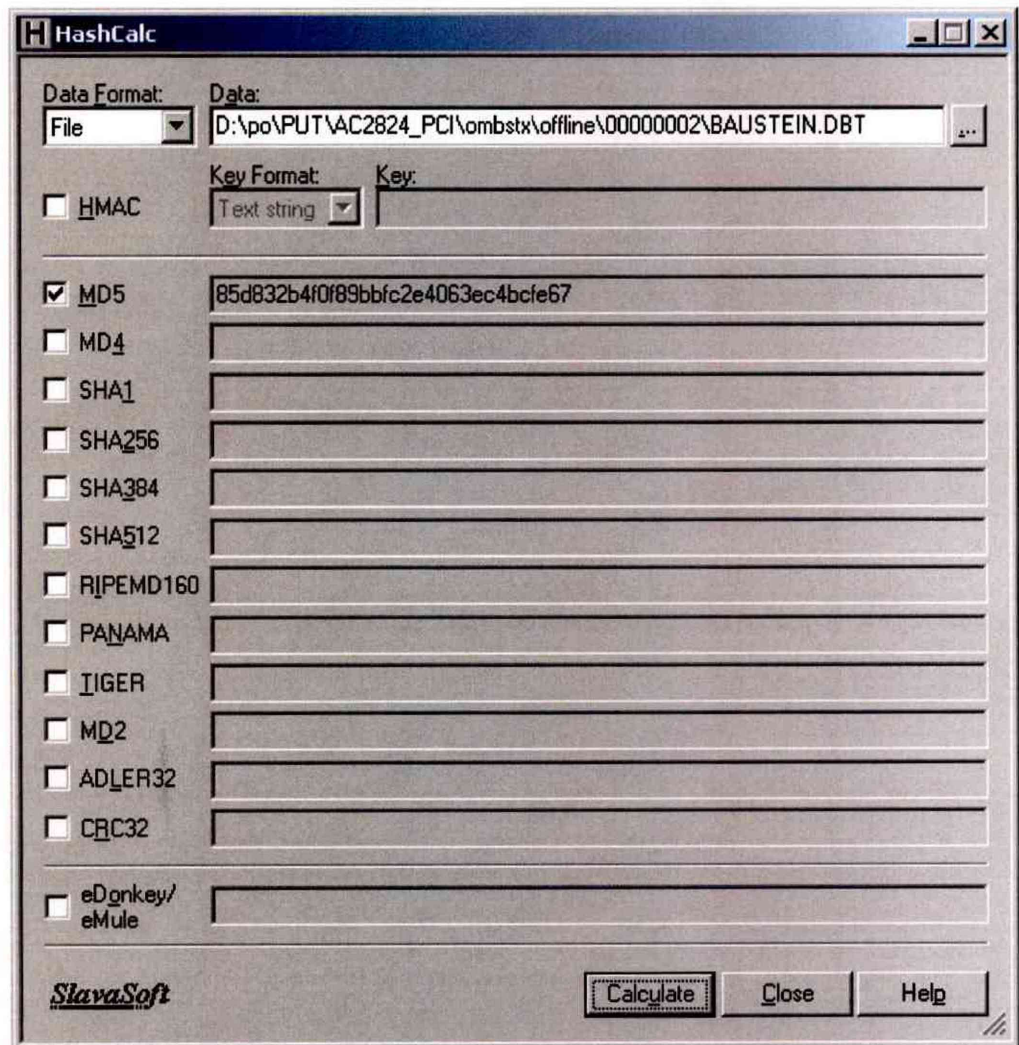 HashCalc
Data Format: Data:
File D:\po\PUT\AC2824_PCI\ombstx\offline\00000002\BAUSTEIN.DBT ...
Key Format: Key:
HMAC Text string
MD5 85d832b4f0f89bbfc2e4063ec4bcfe67
MD4
SHA1
SHA256
SHA384
SHA512
RIPEMD160
PANAMA
TIGER
MD2
ADLER32
CRC32
eDonkey/
eMule
SlavaSoft Calculate Close Help